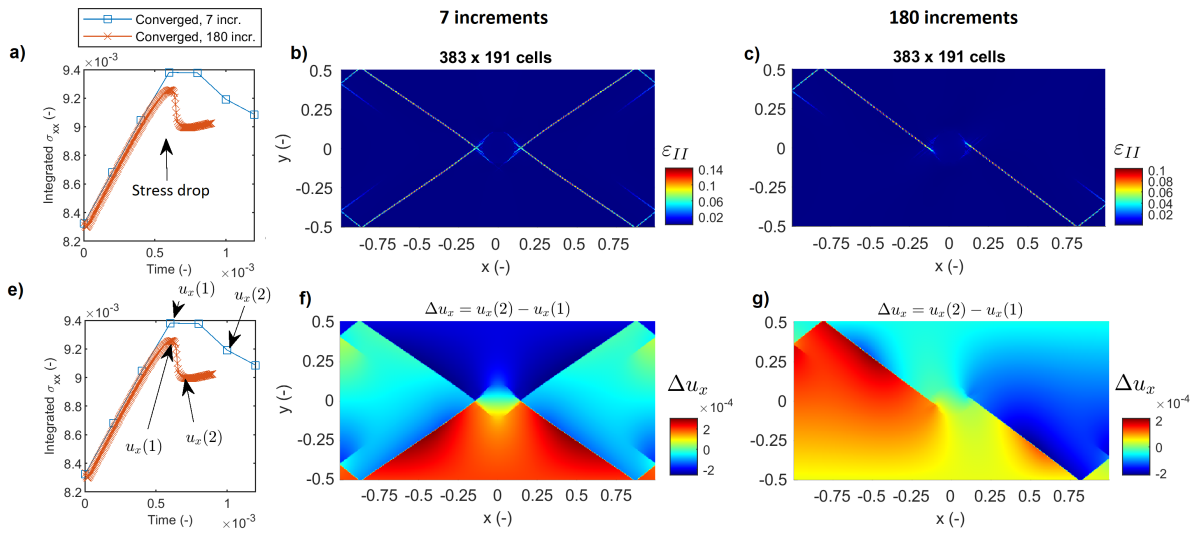 Converged, 7 incr.
Converged, 180 incr.
7 increments
180 increments
a)
×10⁻³
9.4
9.2
9
8.8
8.6
8.4
8.2
Integrated σxx (-)
Stress drop
0
0.5
1
Time (-)
×10⁻³
b)
383 x 191 cells
0.5
0.25
0
-0.25
-0.5
y (-)
-0.75
-0.5
-0.25
0
0.25
0.5
0.75
x (-)
εII
0.14
0.10
0.06
0.02
c)
383 x 191 cells
0.5
0.25
0
-0.25
-0.5
-0.75
-0.5
-0.25
0
0.25
0.5
0.75
x (-)
εII
0.1
0.08
0.06
0.04
0.02
e)
×10⁻³
ux(1)
ux(2)
9.4
9.2
9
8.8
8.6
8.4
8.2
Integrated σxx (-)
ux(1)
ux(2)
0
0.5
1
Time (-)
×10⁻³
f)
Δux = ux(2) − ux(1)
0.5
0.25
0
-0.25
-0.5
y (-)
-0.75
-0.5
-0.25
0
0.25
0.5
0.75
x (-)
Δux
×10⁻⁴
2
0
-2
g)
Δux = ux(2) − ux(1)
0.5
0.25
0
-0.25
-0.5
-0.75
-0.5
-0.25
0
0.25
0.5
0.75
x (-)
Δux
×10⁻⁴
2
0
-2